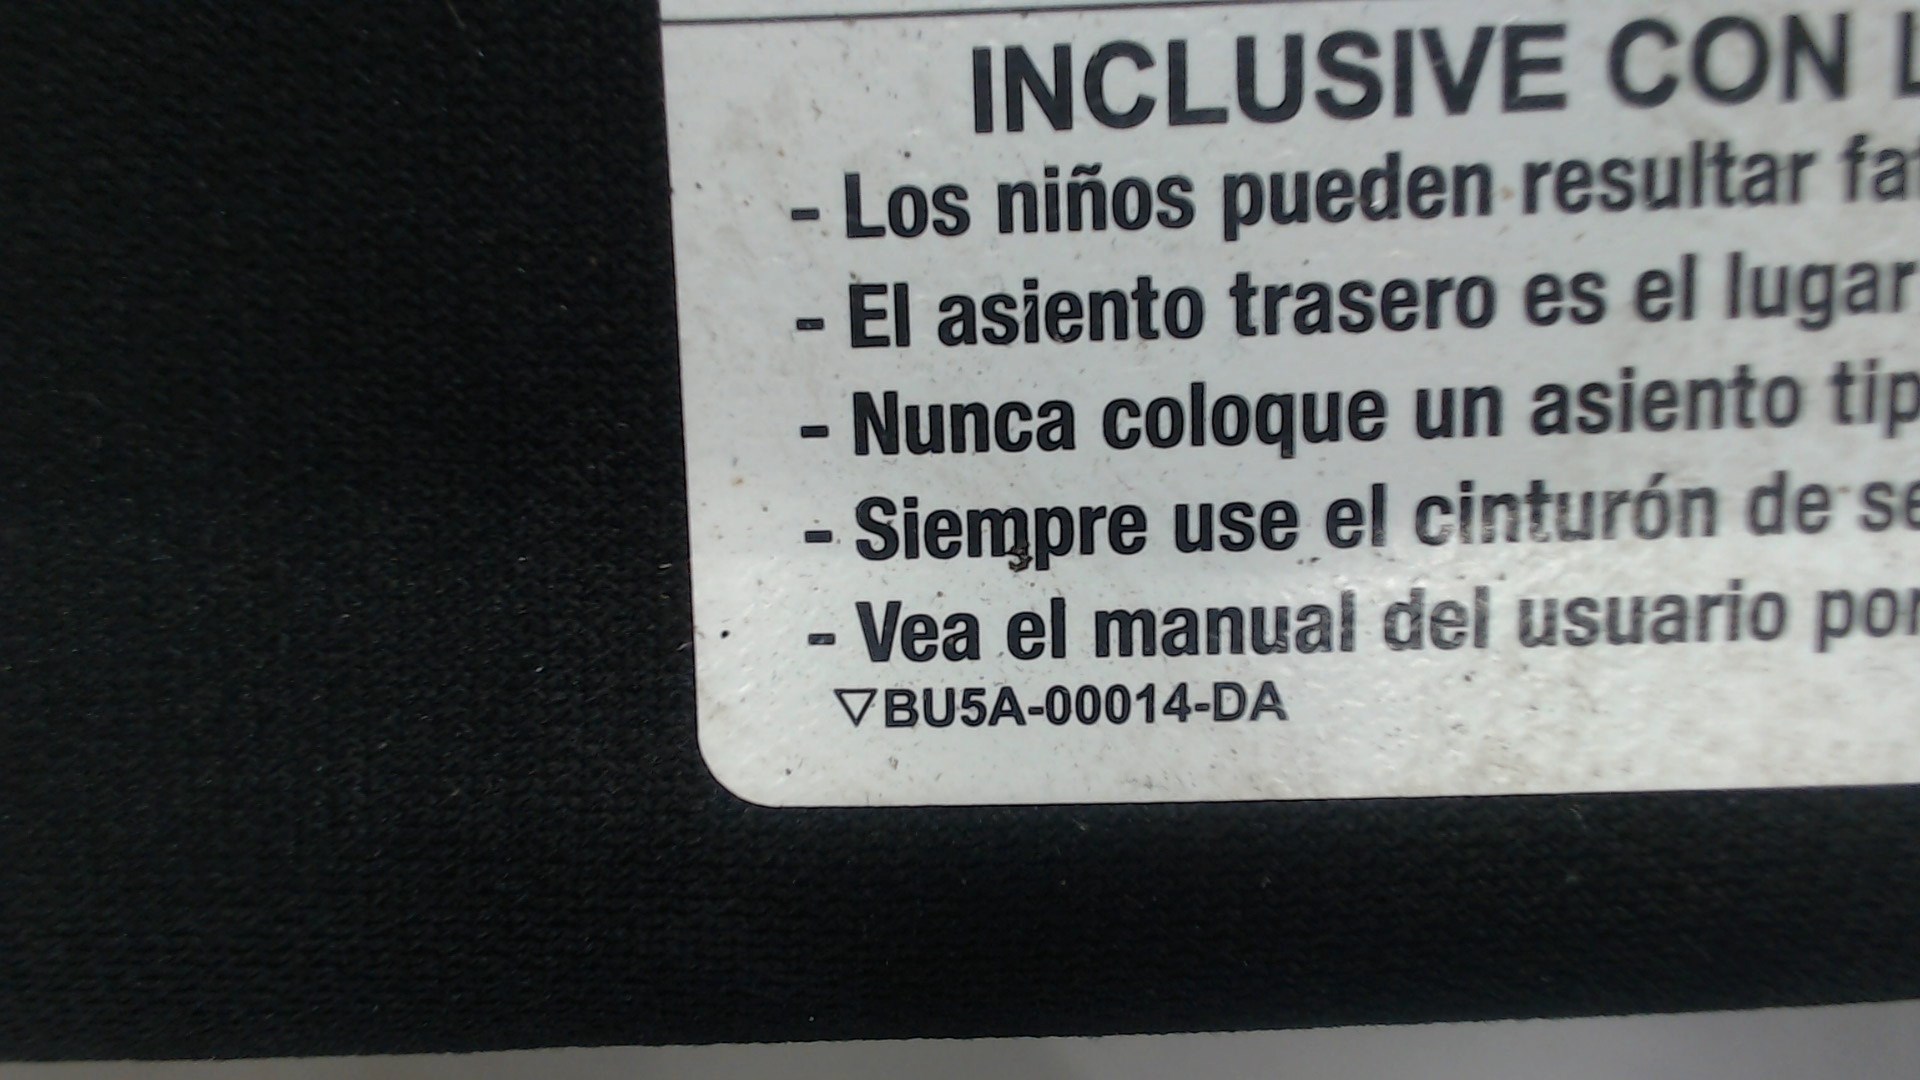 INCLUSIVE CON
- Los niños pueden resultar
- El asiento trasero es el lugar
- Nunca coloque un asiento
- Siempre use el cinturón de
- Vea el manual del usuario
▽BU5A-00014-DA